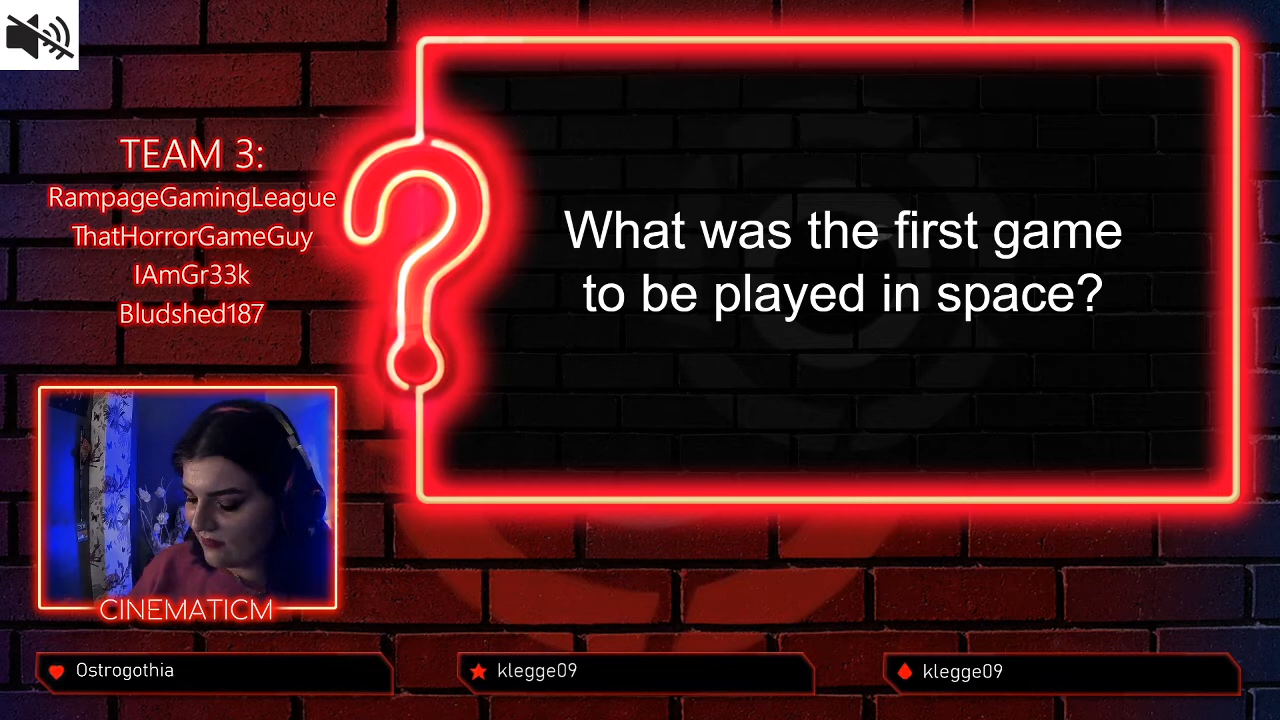 TEAM 3:
RampageGamingLeague
ThatHorrorGameGuy
IAmGr33k
Bludshed187
What was the first game
to be played in space?
CINEMATICM
Ostrogothia
klegge09
klegge09